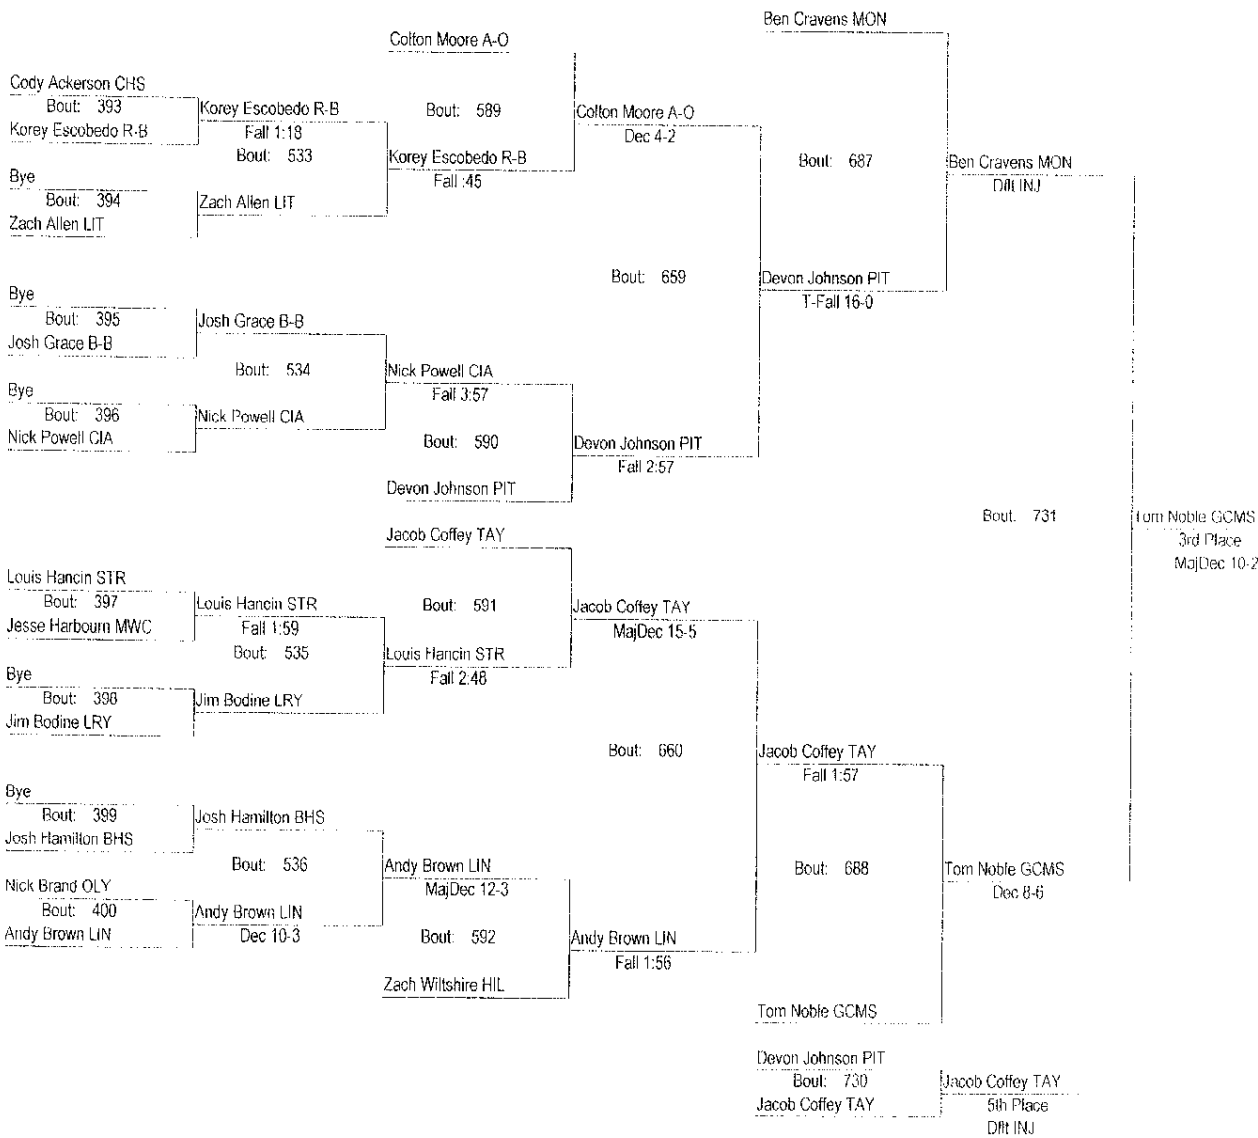 Ben Cravens MON
Colton Moore A-O
Cody Ackerson CHS
Bout: 393
Korey Escobedo R-B
Korey Escobedo R-B
Fall 1:18
Bout: 533
Bout: 589
Colton Moore A-O
Dec 4-2
Korey Escobedo R-B
Fall :45
Bout: 687
Ben Cravens MON
Dflt INJ
Bye
Bout: 394
Zach Allen LIT
Zach Allen LIT
Bout: 659
Devon Johnson PIT
T-Fall 16-0
Bye
Bout: 395
Josh Grace B-B
Josh Grace B-B
Bout: 534
Nick Powell CIA
Fall 3:57
Bye
Bout: 396
Nick Powell CIA
Nick Powell CIA
Bout: 590
Devon Johnson PIT
Fall 2:57
Devon Johnson PIT
Bout: 731
Tom Noble GCMS
3rd Place
MajDec 10-2
Jacob Coffey TAY
Louis Hancin STR
Bout: 397
Jesse Harbourn MWC
Louis Hancin STR
Fall 1:59
Bout: 535
Bout: 591
Jacob Coffey TAY
MajDec 15-5
Louis Hancin STR
Fall 2:48
Bye
Bout: 398
Jim Bodine LRY
Jim Bodine LRY
Bout: 660
Jacob Coffey TAY
Fall 1:57
Bye
Bout: 399
Josh Hamilton BHS
Josh Hamilton BHS
Bout: 536
Andy Brown LIN
MajDec 12-3
Bout: 688
Tom Noble GCMS
Dec 8-6
Nick Brand OLY
Bout: 400
Andy Brown LIN
Andy Brown LIN
Dec 10-3
Bout: 592
Andy Brown LIN
Fall 1:56
Zach Wiltshire HIL
Tom Noble GCMS
Devon Johnson PIT
Bout: 730
Jacob Coffey TAY
Jacob Coffey TAY
5th Place
Dflt INJ